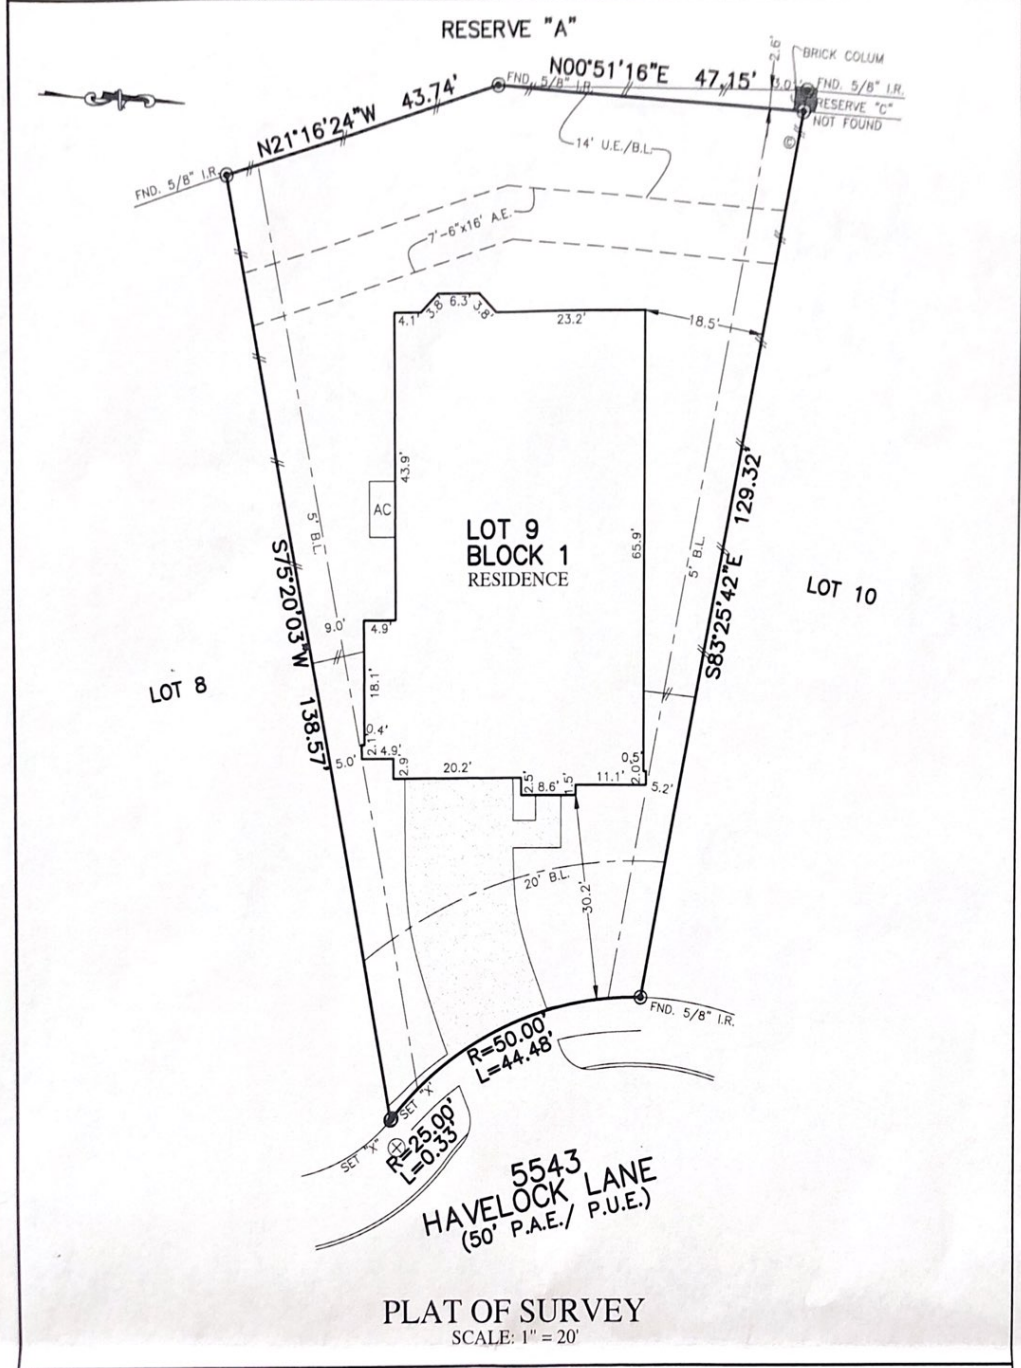 RESERVE "A"
BRICK COLUM
2.6'
N00°51'16"E 47.15'
FND. 5/8" I.R.
3.0'
FND. 5/8" I.R.
RESERVE "C"
NOT FOUND
©
N21°16'24"W 43.74'
FND. 5/8" I.R.
14' U.E./B.L.
7'-6"x16' A.E.
4.1'
3.8'
6.3'
3.8'
23.2'
18.5'
43.9'
AC
LOT 9
BLOCK 1
RESIDENCE
65.9'
5' B.L.
5' B.L.
S83°25'42"E 129.32'
LOT 10
S75°20'03"W 138.57'
LOT 8
9.0'
4.9'
18.1'
0.4'
2.1'
4.9'
5.0'
2.9'
20.2'
2.5'
8.6'
1.5'
11.1'
0.5'
2.0'
5.2'
20' B.L.
30.2'
FND. 5/8" I.R.
R=50.00'
L=44.48'
SET "X"
SET "X"
R=25.00'
L=0.33'
5543
HAVELOCK LANE
(50' P.A.E./ P.U.E.)
PLAT OF SURVEY
SCALE: 1" = 20'